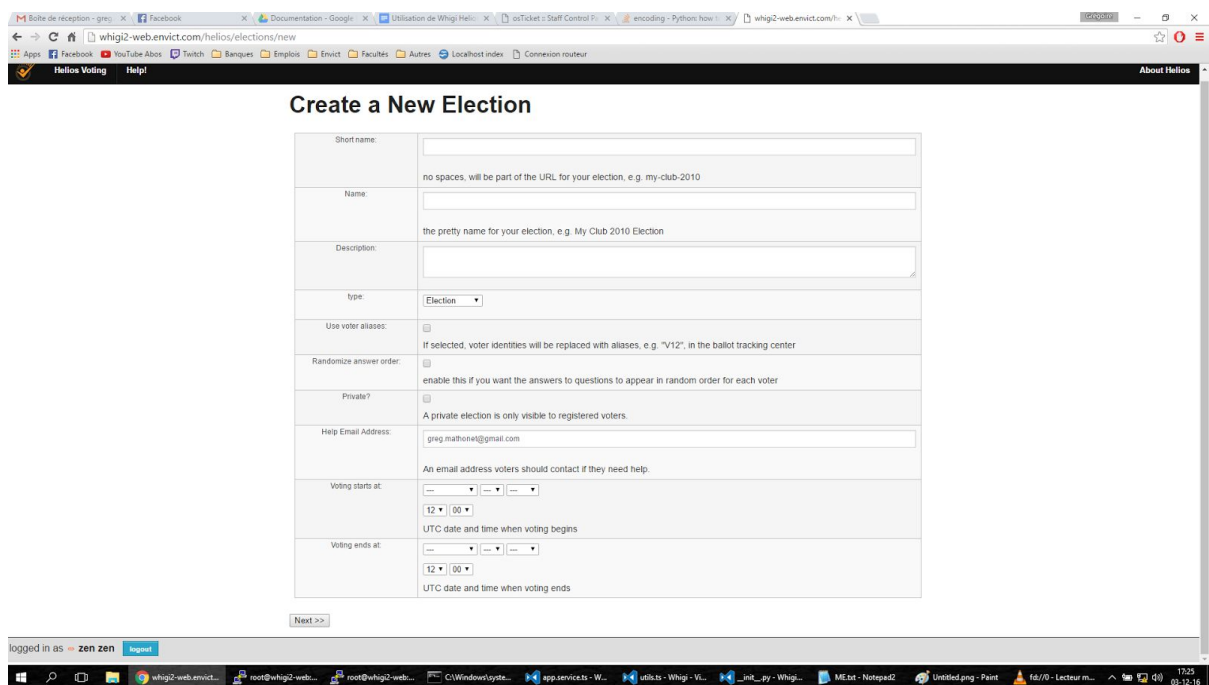 M Boîte de réception - greg
Facebook
Documentation - Google
Utilisation de Whigi Helio
osTicket :: Staff Control P
encoding - Python: how t
whigi2-web.envict.com/he
Grégoire
whigi2-web.envict.com/helios/elections/new
Apps Facebook YouTube Abos Twitch Banques Emplois Envict Facultés Autres Localhost index Connexion routeur
Helios Voting Help! About Helios
Create a New Election
Short name:
no spaces, will be part of the URL for your election, e.g. my-club-2010
Name:
the pretty name for your election, e.g. My Club 2010 Election
Description:
type: Election
Use voter aliases:
If selected, voter identities will be replaced with aliases, e.g. "V12", in the ballot tracking center
Randomize answer order:
enable this if you want the answers to questions to appear in random order for each voter
Private?
A private election is only visible to registered voters.
Help Email Address: greg.mathonet@gmail.com
An email address voters should contact if they need help.
Voting starts at: --- --- ---
12 00
UTC date and time when voting begins
Voting ends at: --- --- ---
12 00
UTC date and time when voting ends
Next >>
logged in as zen zen logout
whigi2-web.envict... root@whigi2-web:... root@whigi2-web:... C:\Windows\syste... app.service.ts - W... utils.ts - Whigi - Vi... __init__.py - Whigi... ME.txt - Notepad2 Untitled.png - Paint fd://0 - Lecteur m... 17:25
03-12-16